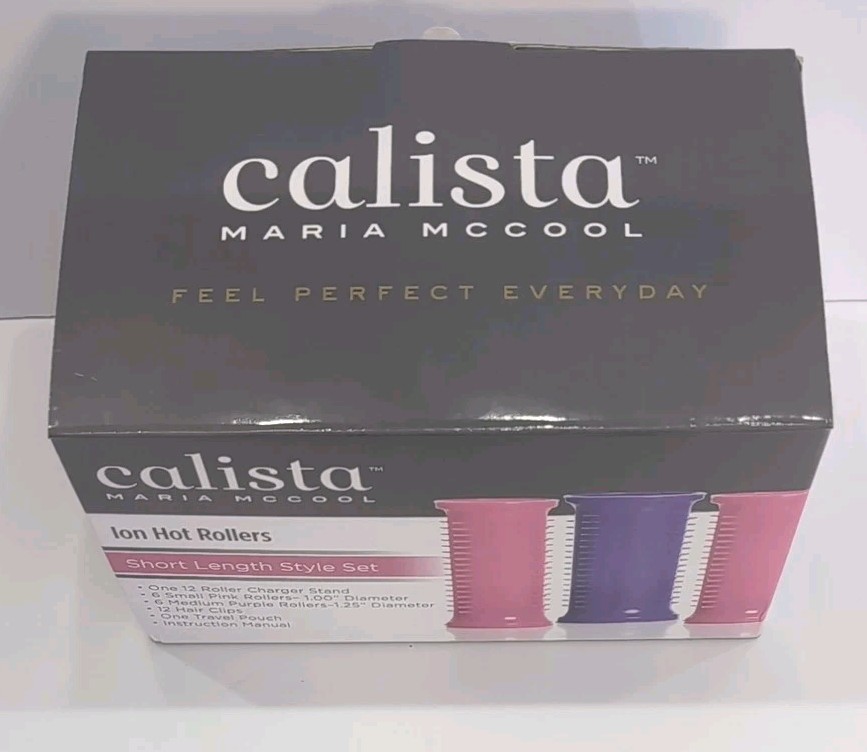 calista™
MARIA MCCOOL
FEEL PERFECT EVERYDAY
calista™
MARIA MCCOOL
Ion Hot Rollers
Short Length Style Set
• One 12 Roller Charger Stand
• 6 Small Pink Rollers- 1.00" Diameter
• 6 Medium Purple Rollers-1.25" Diameter
• 12 Hair Clips
• One Travel Pouch
• Instruction Manual